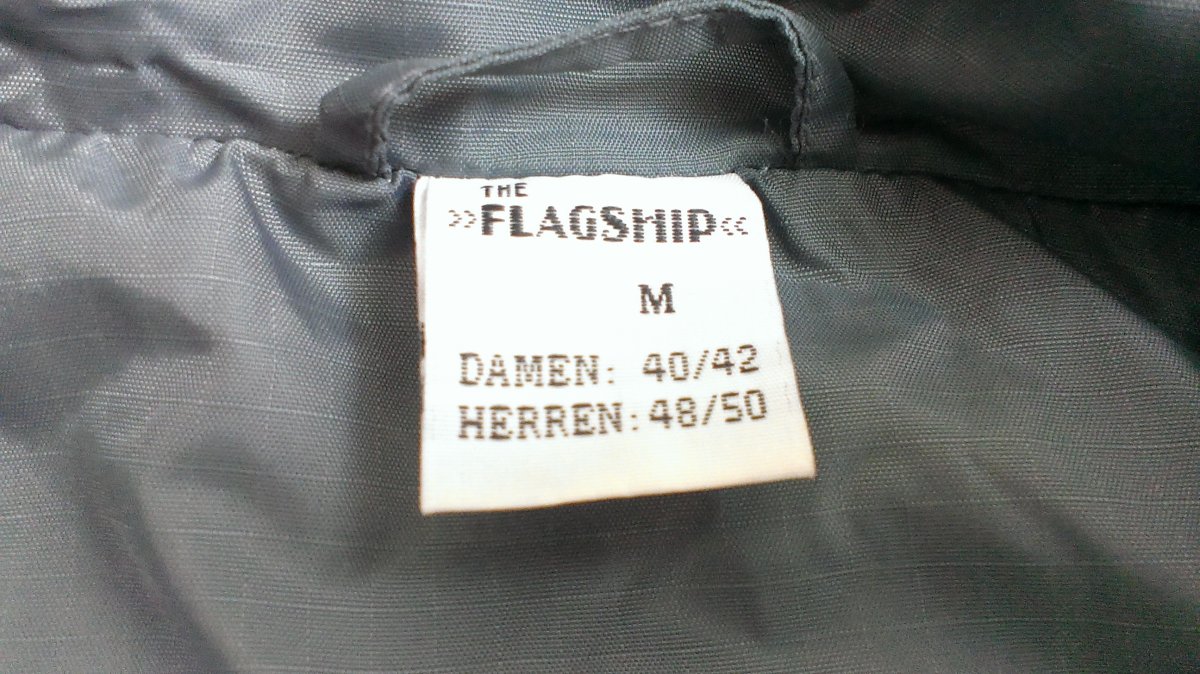 THE
»FLAGSHIP«
M
DAMEN: 40/42
HERREN: 48/50